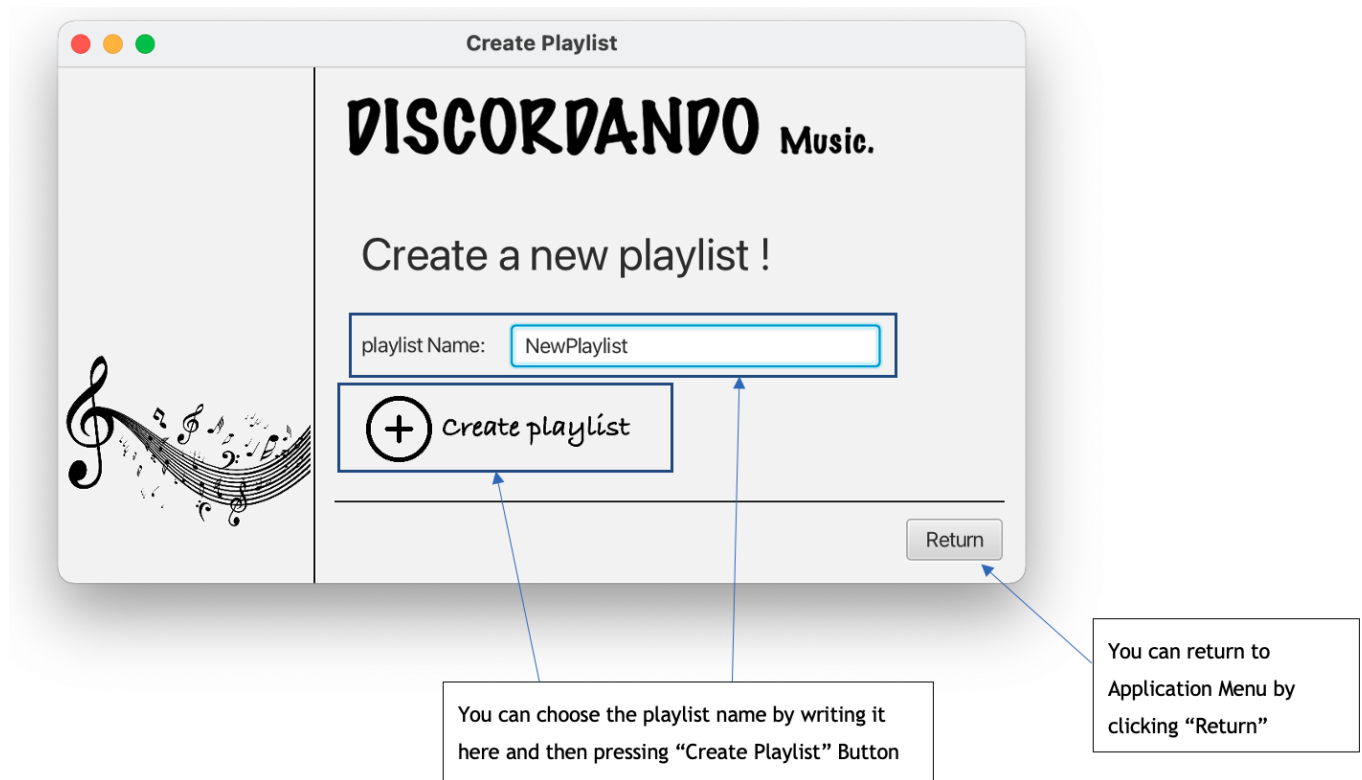 Create Playlist
DISCORDANDO Music.
Create a new playlist !
playlist Name: NewPlaylist
Create playlist
Return
You can return to
Application Menu by
clicking “Return”
You can choose the playlist name by writing it
here and then pressing “Create Playlist” Button